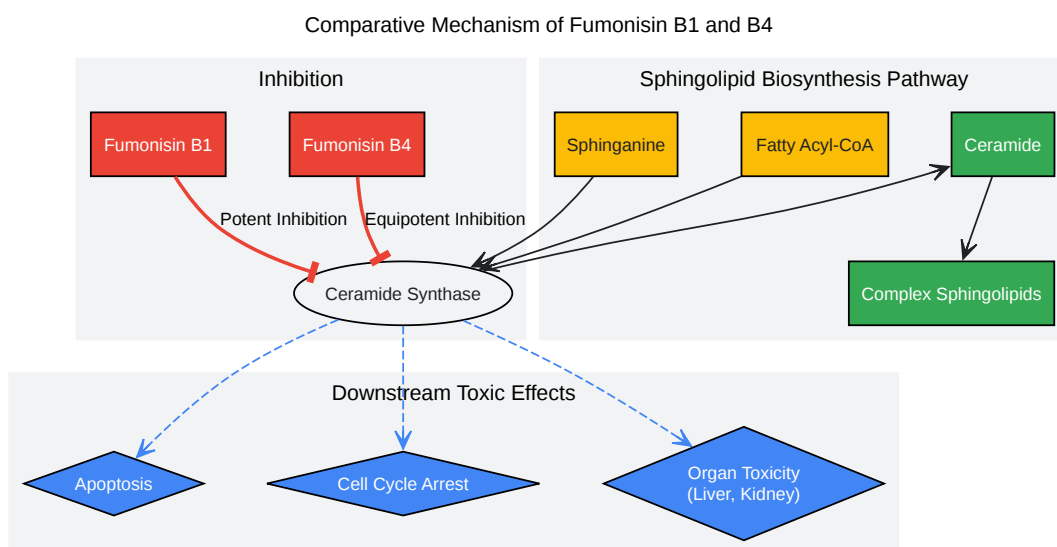 Comparative Mechanism of Fumonisin B1 and B4
Inhibition
Sphingolipid Biosynthesis Pathway
Fumonisin B1
Fumonisin B4
Sphinganine
Fatty Acyl-CoA
Ceramide
Potent Inhibition
Equipotent Inhibition
Ceramide Synthase
Complex Sphingolipids
Downstream Toxic Effects
Apoptosis
Cell Cycle Arrest
Organ Toxicity
(Liver, Kidney)